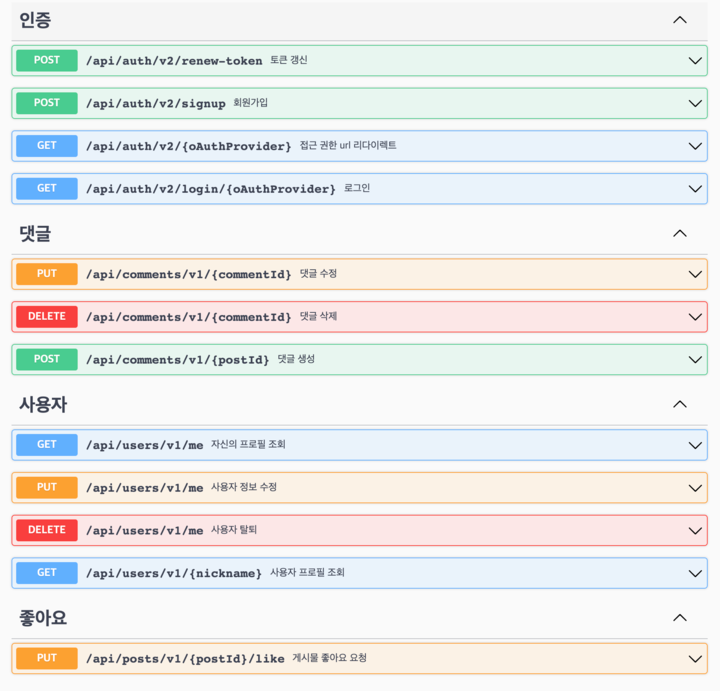 인증
POST /api/auth/v2/renew-token 토큰 갱신
POST /api/auth/v2/signup 회원가입
GET /api/auth/v2/{oAuthProvider} 접근 권한 url 리다이렉트
GET /api/auth/v2/login/{oAuthProvider} 로그인
댓글
PUT /api/comments/v1/{commentId} 댓글 수정
DELETE /api/comments/v1/{commentId} 댓글 삭제
POST /api/comments/v1/{postId} 댓글 생성
사용자
GET /api/users/v1/me 자신의 프로필 조회
PUT /api/users/v1/me 사용자 정보 수정
DELETE /api/users/v1/me 사용자 탈퇴
GET /api/users/v1/{nickname} 사용자 프로필 조회
좋아요
PUT /api/posts/v1/{postId}/like 게시물 좋아요 요청